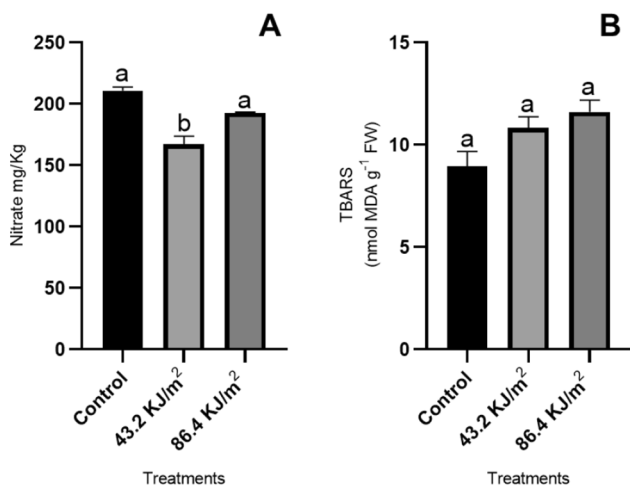 A
Nitrate mg/Kg
250
200
150
100
50
0
a
b
a
Control
43.2 KJ/m²
86.4 KJ/m²
Treatments
B
TBARS
(nmol MDA g⁻¹ FW)
15
10
5
0
a
a
a
Control
43.2 KJ/m²
86.4 KJ/m²
Treatments